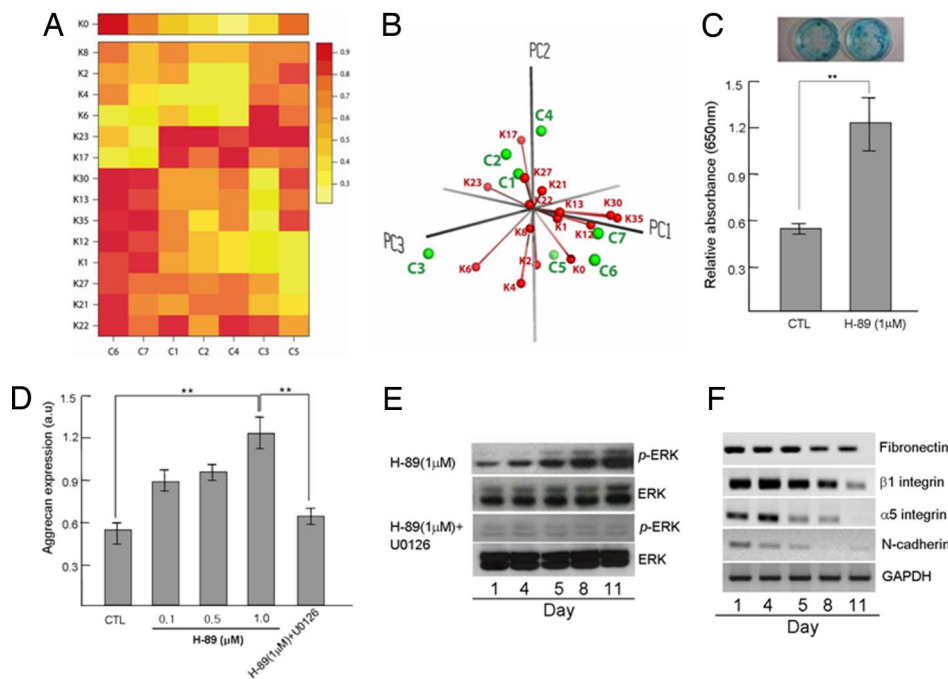 A
K0
K8
K2
K4
K6
K23
K17
K30
K13
K35
K12
K1
K27
K21
K22
C6 C7 C1 C2 C4 C3 C5
0.9
0.8
0.7
0.6
0.5
0.4
0.3
B
PC2
C4
K17
C2
C1
K27
K23
K21
K22
K13
K30
K35
K1
PC1
K12
C7
PC3
K8
C3
K6
K2
C5
K0
C6
K4
C
**
Relative absorbance (650nm)
1.5
1.2
0.6
0.6
0.3
CTL
H-89 (1μM)
D
**
**
Aggrecan expression (a.u)
1.5
1.2
0.6
0.6
0.3
CTL
0.1
0.5
1.0
H-89 (μM)
H-89(1μM)+U0126
E
H-89(1μM)
p-ERK
ERK
H-89(1μM)+
U0126
p-ERK
ERK
1 4 5 8 11
Day
F
Fibronectin
β1 integrin
α5 integrin
N-cadherin
GAPDH
1 4 5 8 11
Day